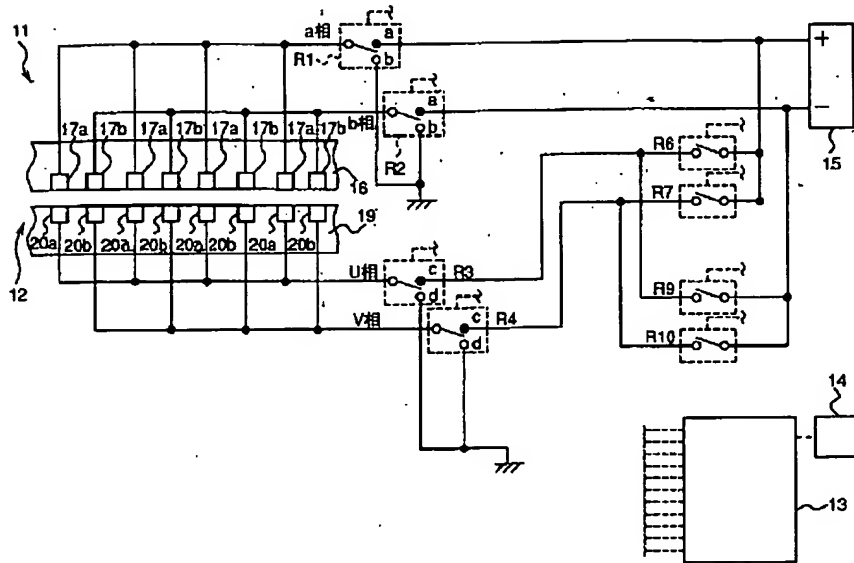 11
a相
a
b
R1
+
−
15
b相
a
b
R2
17a 17b 17a 17b 17a 17b 17a 17b
16
R6
R7
12
20a 20b 20a 20b 20a 20b 20a 20b
19
U相
c
d
R3
V相
c
d
R4
R9
R10
14
13